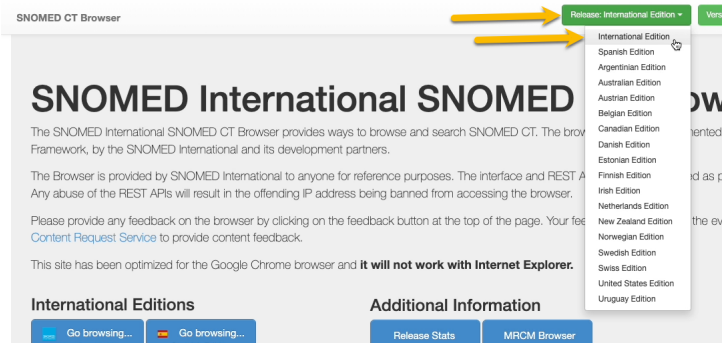 SNOMED CT Browser
Release: International Edition
International Edition
Spanish Edition
Argentinian Edition
Australian Edition
Austrian Edition
Belgian Edition
Canadian Edition
Danish Edition
Estonian Edition
Finnish Edition
Irish Edition
Netherlands Edition
New Zealand Edition
Norwegian Edition
Swedish Edition
Swiss Edition
United States Edition
Uruguay Edition
SNOMED International SNOMED
The SNOMED International SNOMED CT Browser provides ways to browse and search SNOMED CT. The
Framework, by the SNOMED International and its development partners.
The Browser is provided by SNOMED International to anyone for reference purposes. The interface and REST
Any abuse of the REST APIs will result in the offending IP address being banned from accessing the browser.
Please provide any feedback on the browser by clicking on the feedback button at the top of the page. Your
the
Content Request Service to provide content feedback.
This site has been optimized for the Google Chrome browser and it will not work with Internet Explorer.
International Editions
Additional Information
Go browsing... Go browsing...
Release Stats MRCM Browser